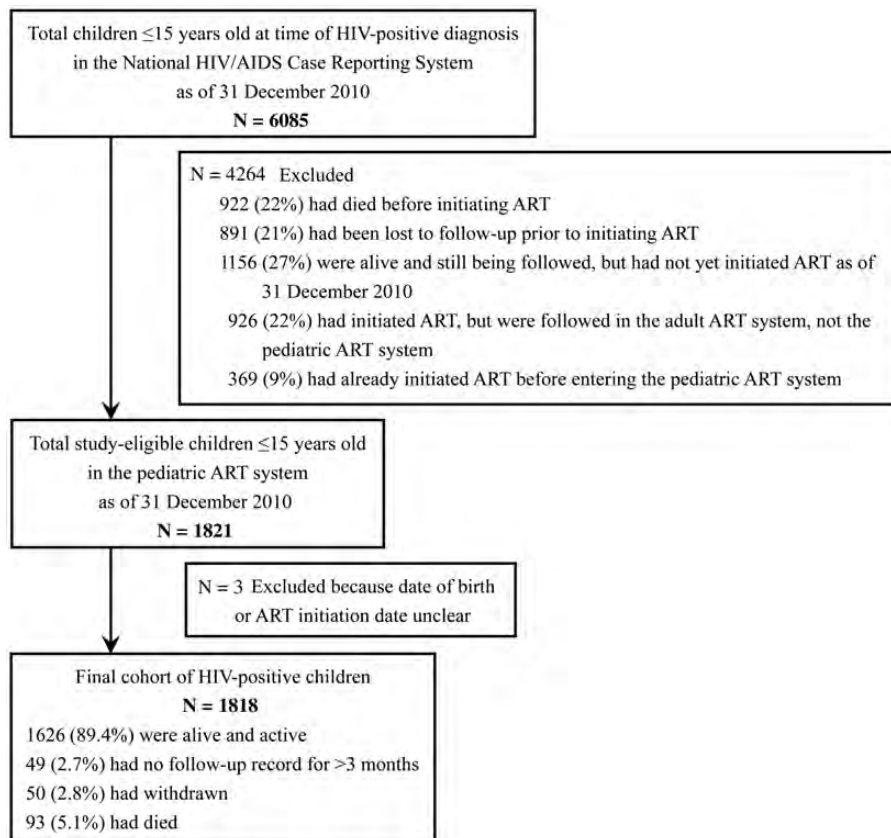 Total children ≤15 years old at time of HIV-positive diagnosis
in the National HIV/AIDS Case Reporting System
as of 31 December 2010
N = 6085
N = 4264 Excluded
922 (22%) had died before initiating ART
891 (21%) had been lost to follow-up prior to initiating ART
1156 (27%) were alive and still being followed, but had not yet initiated ART as of
31 December 2010
926 (22%) had initiated ART, but were followed in the adult ART system, not the
pediatric ART system
369 (9%) had already initiated ART before entering the pediatric ART system
Total study-eligible children ≤15 years old
in the pediatric ART system
as of 31 December 2010
N = 1821
N = 3 Excluded because date of birth
or ART initiation date unclear
Final cohort of HIV-positive children
N = 1818
1626 (89.4%) were alive and active
49 (2.7%) had no follow-up record for >3 months
50 (2.8%) had withdrawn
93 (5.1%) had died